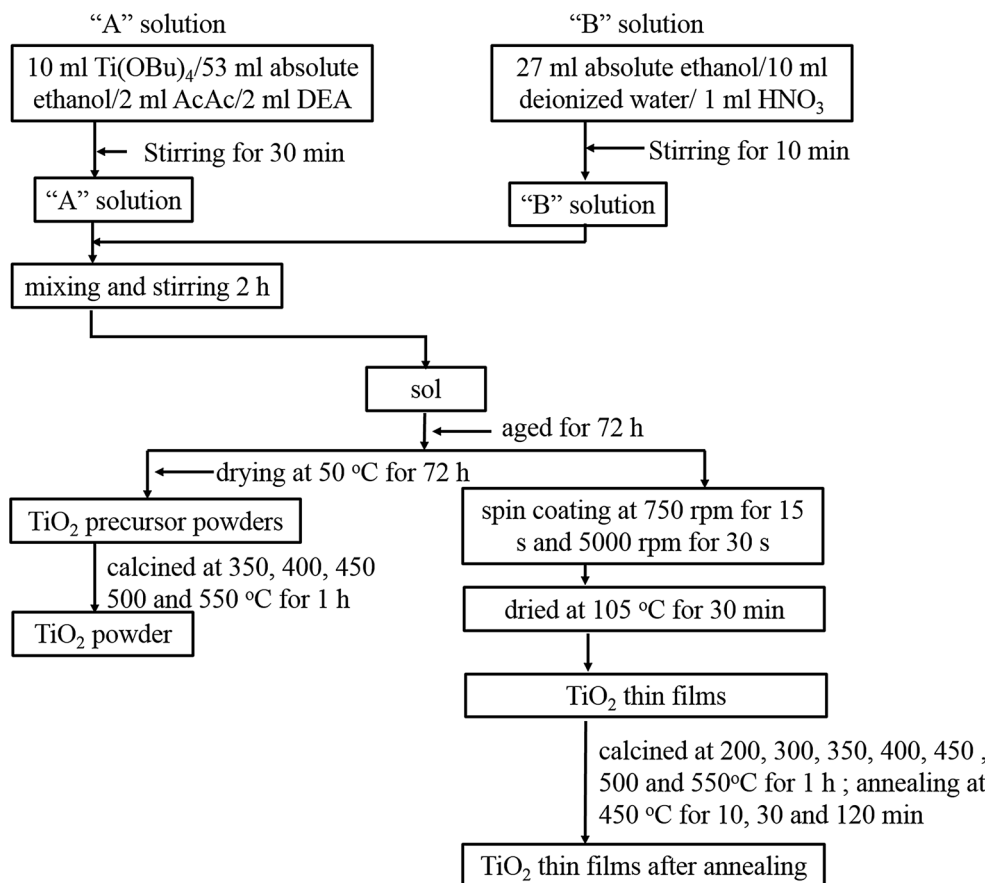 “A” solution
“B” solution
10 ml Ti(OBu)₄/53 ml absolute
ethanol/2 ml AcAc/2 ml DEA
27 ml absolute ethanol/10 ml
deionized water/ 1 ml HNO₃
Stirring for 30 min
Stirring for 10 min
“A” solution
“B” solution
mixing and stirring 2 h
sol
aged for 72 h
drying at 50 °C for 72 h
TiO₂ precursor powders
spin coating at 750 rpm for 15
s and 5000 rpm for 30 s
calcined at 350, 400, 450
500 and 550 °C for 1 h
dried at 105 °C for 30 min
TiO₂ powder
TiO₂ thin films
calcined at 200, 300, 350, 400, 450 ,
500 and 550°C for 1 h ; annealing at
450 °C for 10, 30 and 120 min
TiO₂ thin films after annealing